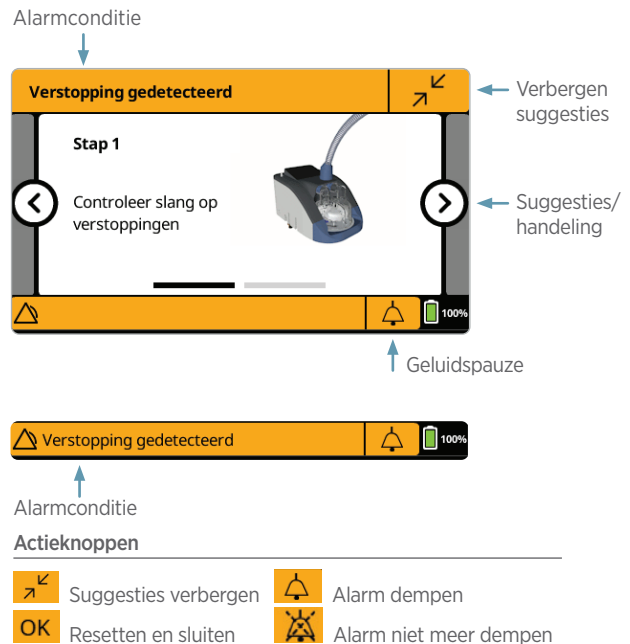 Alarmconditie
Verstopping gedetecteerd
Verbergen
suggesties
Stap 1
Controleer slang op
verstoppingen
Suggesties/
handeling
100%
Geluidspauze
Verstopping gedetecteerd
100%
Alarmconditie
Actieknoppen
Suggesties verbergen
Alarm dempen
OK Resetten en sluiten
Alarm niet meer dempen